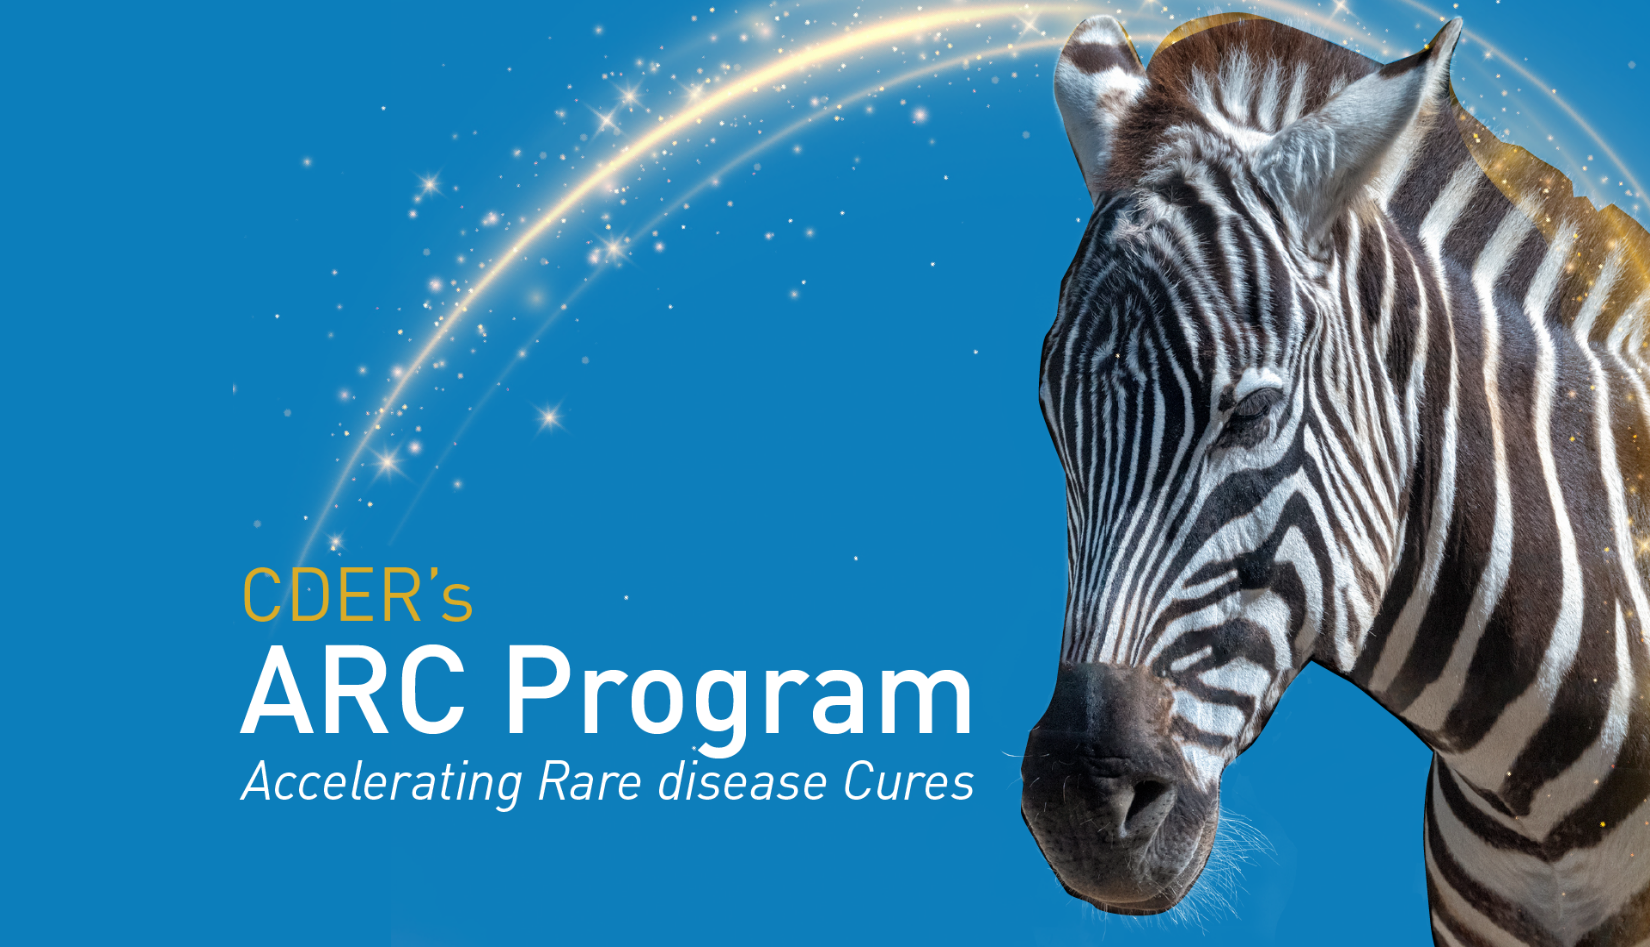 CDER’s
ARC Program
Accelerating Rare disease Cures